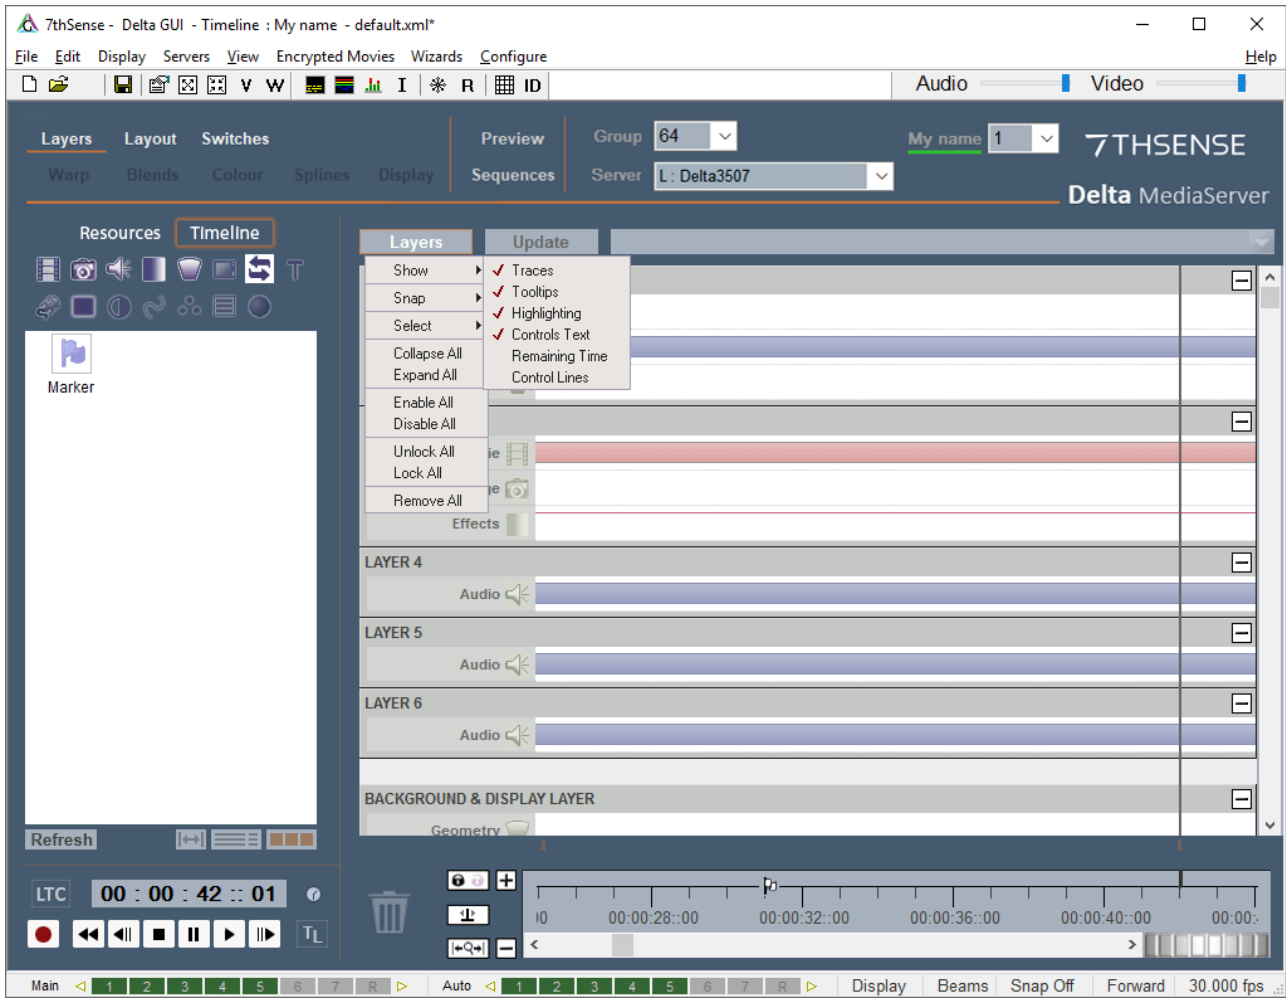 7thSense - Delta GUI - Timeline : My name - default.xml*
File Edit Display Servers View Encrypted Movies Wizards Configure Help
V W I R ID Audio Video
Layers Layout Switches Preview Group 64 My name 1 7THSENSE
Warp Blends Colour Splines Display Sequences Server L : Delta3507
Delta MediaServer
Resources Timeline
Layers Update
T
Marker
Show
Snap
Select
Collapse All
Expand All
Enable All
Disable All
Unlock All
Lock All
Remove All
Traces
Tooltips
Highlighting
Controls Text
Remaining Time
Control Lines
Effects
LAYER 4
Audio
LAYER 5
Audio
LAYER 6
Audio
BACKGROUND & DISPLAY LAYER
Geometry
Refresh
LTC 00 : 00 : 42 :: 01
TL
00:00:28::00 00:00:32::00 00:00:36::00 00:00:40::00
Main 1 2 3 4 5 6 7 R Auto 1 2 3 4 5 6 7 R Display Beams Snap Off Forward 30.000 fps